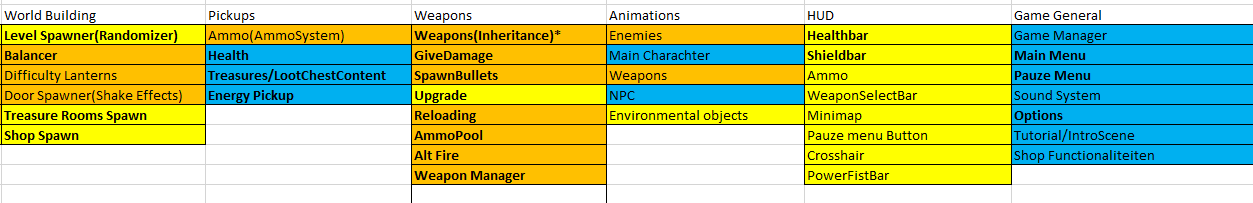 World Building Pickups Weapons Animations HUD Game General
Level Spawner(Randomizer) Ammo(AmmoSystem) Weapons(Inheritance)* Enemies Healthbar Game Manager
Balancer Health GiveDamage Main Charachter Shieldbar Main Menu
Difficulty Lanterns Treasures/LootChestContent SpawnBullets Weapons Ammo Pauze Menu
Door Spawner(Shake Effects) Energy Pickup Upgrade NPC WeaponSelectBar Sound System
Treasure Rooms Spawn Reloading Environmental objects Minimap Options
Shop Spawn AmmoPool Pauze menu Button Tutorial/IntroScene
Alt Fire Crosshair Shop Functionaliteiten
Weapon Manager PowerFistBar